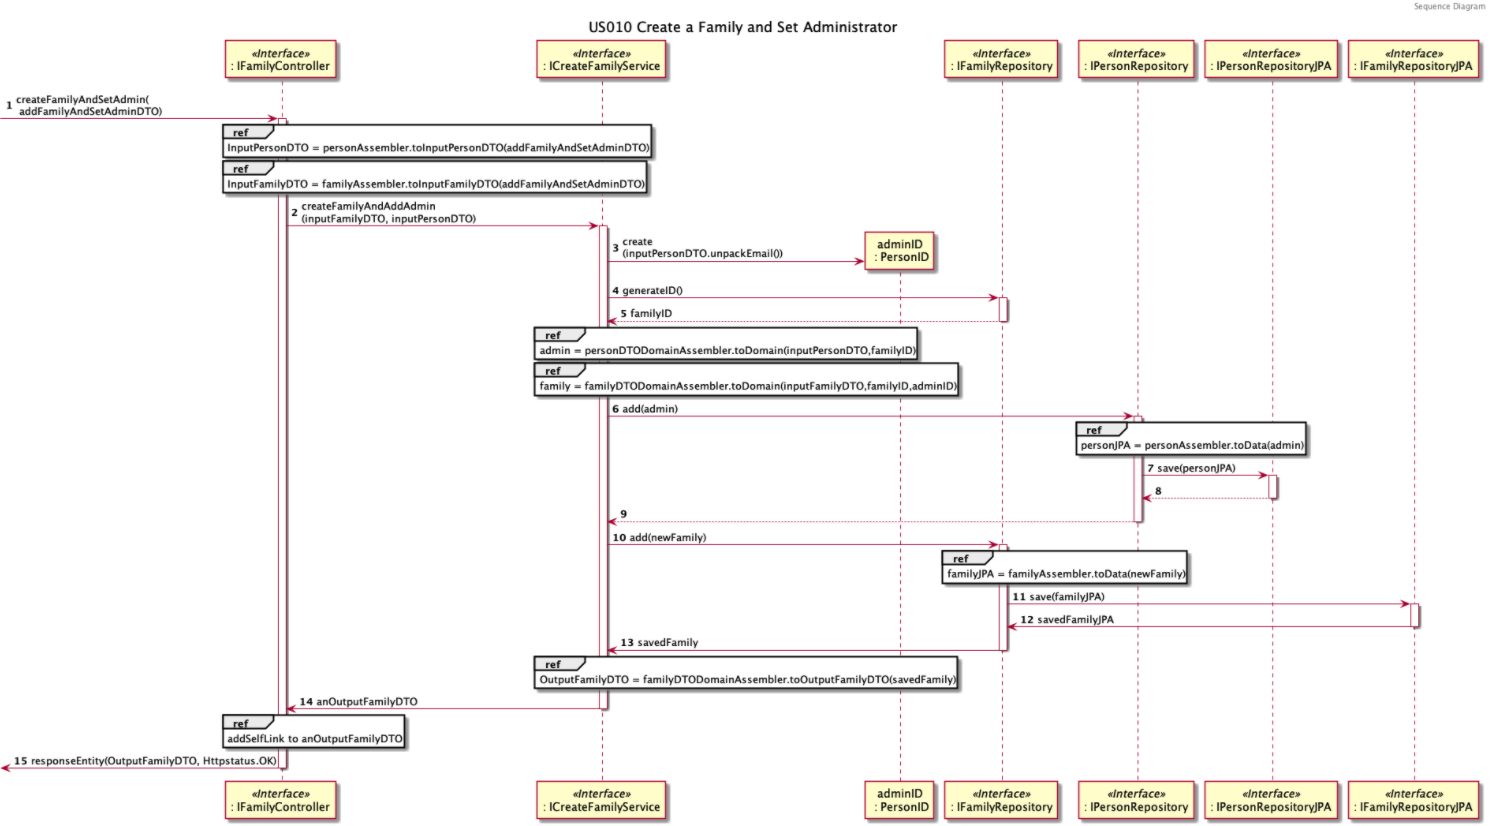 Sequence Diagram
US010 Create a Family and Set Administrator
«Interface»
: IFamilyController
«Interface»
: ICreateFamilyService
«Interface»
: IFamilyRepository
«Interface»
: IPersonRepository
«Interface»
: IPersonRepositoryJPA
«Interface»
: IFamilyRepositoryJPA
1 createFamilyAndSetAdmin(
addFamilyAndSetAdminDTO)
ref
InputPersonDTO = personAssembler.toInputPersonDTO(addFamilyAndSetAdminDTO)
ref
InputFamilyDTO = familyAssembler.toInputFamilyDTO(addFamilyAndSetAdminDTO)
2 createFamilyAndAddAdmin
(inputFamilyDTO, inputPersonDTO)
3 create
(inputPersonDTO.unpackEmail())
adminID
: PersonID
4 generateID()
5 familyID
ref
admin = personDTODomainAssembler.toDomain(inputPersonDTO,familyID)
ref
family = familyDTODomainAssembler.toDomain(inputFamilyDTO,familyID,adminID)
6 add(admin)
ref
personJPA = personAssembler.toData(admin)
7 save(personJPA)
8
9
10 add(newFamily)
ref
familyJPA = familyAssembler.toData(newFamily)
11 save(familyJPA)
12 savedFamilyJPA
13 savedFamily
ref
OutputFamilyDTO = familyDTODomainAssembler.toOutputFamilyDTO(savedFamily)
14 anOutputFamilyDTO
ref
addSelfLink to anOutputFamilyDTO
15 responseEntity(OutputFamilyDTO, Httpstatus.OK)
«Interface»
: IFamilyController
«Interface»
: ICreateFamilyService
adminID
: PersonID
«Interface»
: IFamilyRepository
«Interface»
: IPersonRepository
«Interface»
: IPersonRepositoryJPA
«Interface»
: IFamilyRepositoryJPA